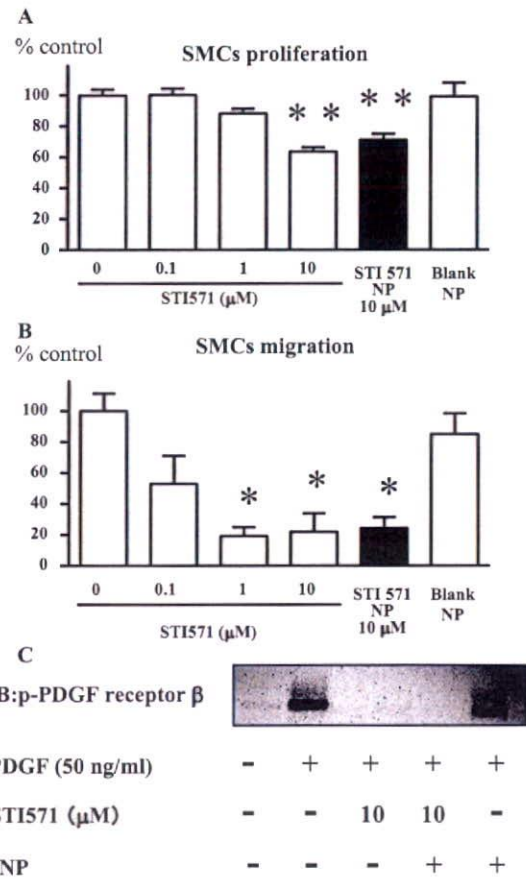 A
% control
SMCs proliferation
100
80
60
40
20
0
* *
* *
0 0.1 1 10
STI571 (μM)
STI 571
NP
10 μM
Blank
NP
B
% control
SMCs migration
100
80
60
40
20
0
*
*
*
0 0.1 1 10
STI571 (μM)
STI 571
NP
10 μM
Blank
NP
C
B:p-PDGF receptor β
PDGF (50 ng/ml) - + + + +
STI571 (μM) - - 10 10 -
NP - - - + +